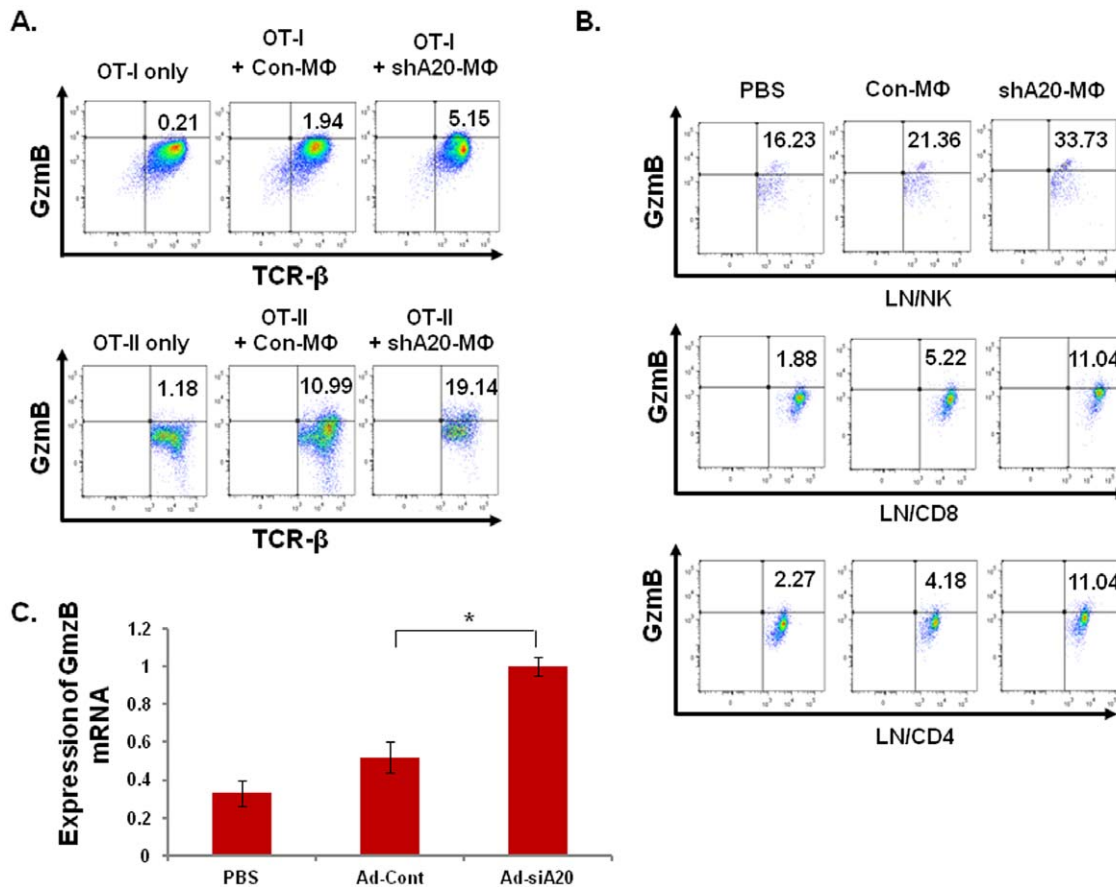 A.
OT-I only
OT-I
+ Con-MΦ
OT-I
+ shA20-MΦ
0.21
1.94
5.15
GzmB
TCR-β
OT-II only
OT-II
+ Con-MΦ
OT-II
+ shA20-MΦ
1.18
10.99
19.14
GzmB
TCR-β
B.
PBS
Con-MΦ
shA20-MΦ
16.23
21.36
33.73
GzmB
LN/NK
1.88
5.22
11.04
LN/CD8
2.27
4.18
11.04
GzmB
LN/CD4
C.
Expression of GmzB
mRNA
1.2
1
0.8
0.6
0.4
0.2
0
*
PBS
Ad-Cont
Ad-siA20